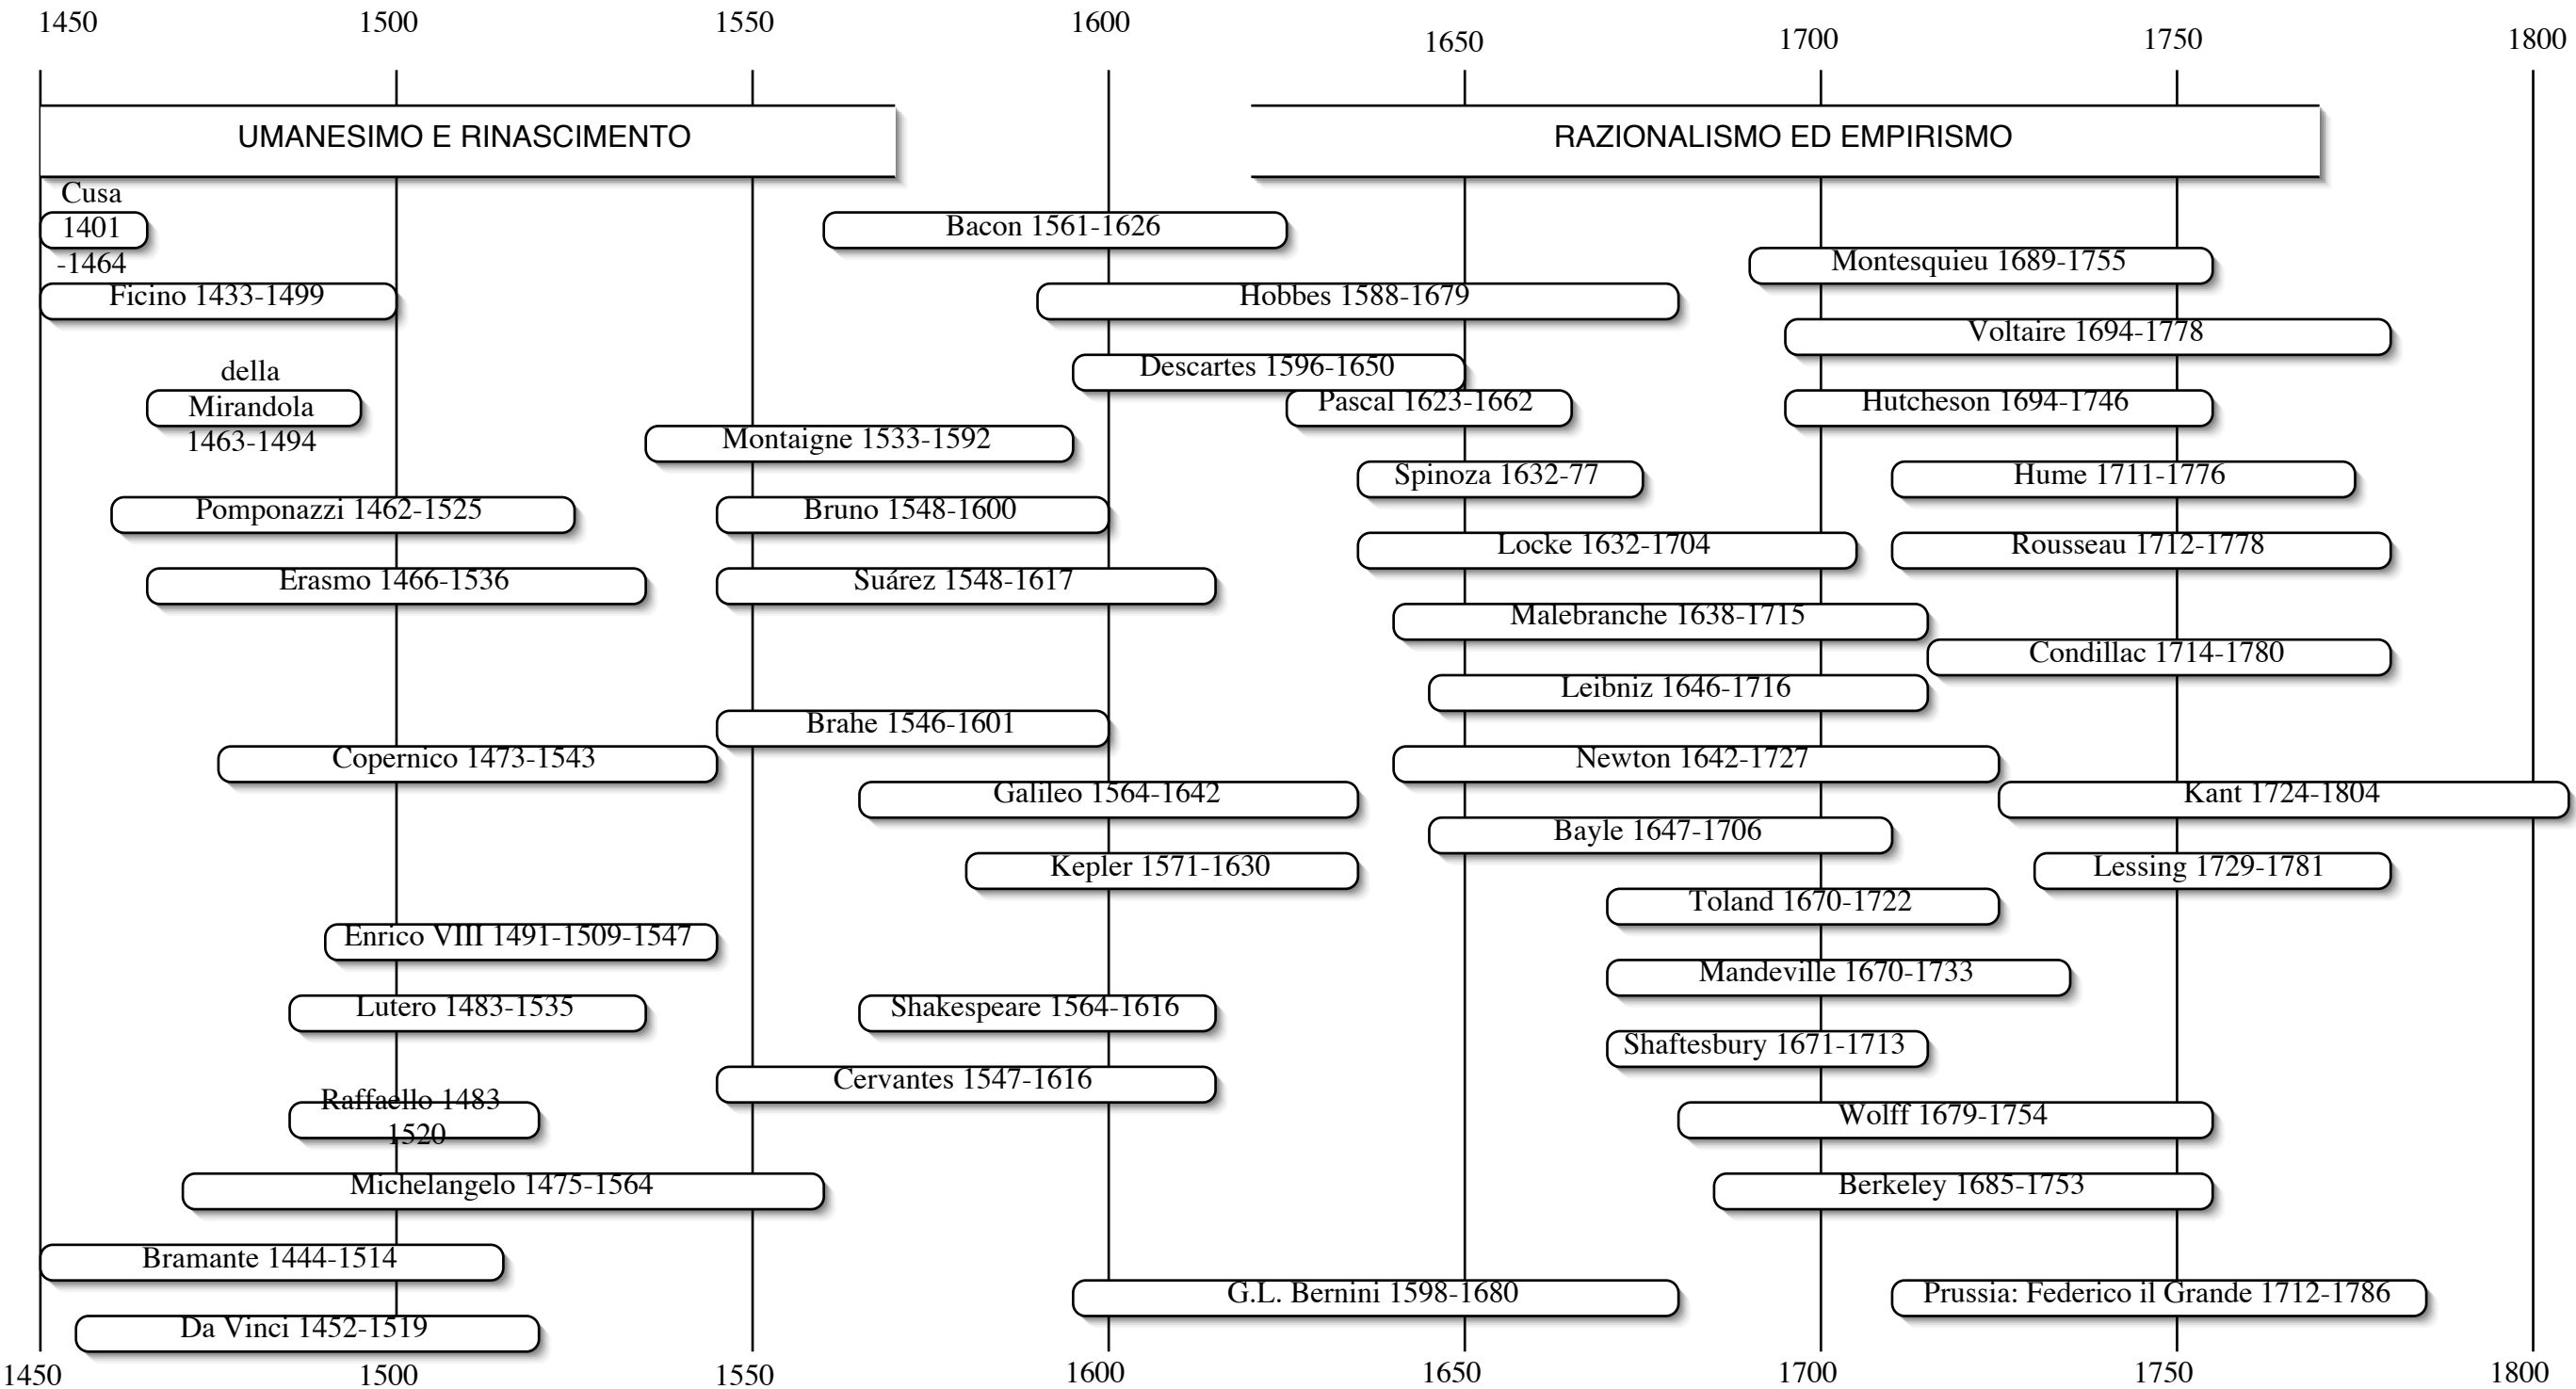 1450
1500
1550
1600
1650
1700
1750
1800
UMANESIMO E RINASCIMENTO
RAZIONALISMO ED EMPIRISMO
Cusa
1401
-1464
Bacon 1561-1626
Montesquieu 1689-1755
Ficino 1433-1499
Hobbes 1588-1679
Voltaire 1694-1778
della
Mirandola
1463-1494
Descartes 1596-1650
Pascal 1623-1662
Hutcheson 1694-1746
Montaigne 1533-1592
Spinoza 1632-77
Hume 1711-1776
Pomponazzi 1462-1525
Bruno 1548-1600
Locke 1632-1704
Rousseau 1712-1778
Erasmo 1466-1536
Suárez 1548-1617
Malebranche 1638-1715
Condillac 1714-1780
Leibniz 1646-1716
Brahe 1546-1601
Copernico 1473-1543
Newton 1642-1727
Galileo 1564-1642
Kant 1724-1804
Bayle 1647-1706
Kepler 1571-1630
Lessing 1729-1781
Toland 1670-1722
Enrico VIII 1491-1509-1547
Mandeville 1670-1733
Lutero 1483-1535
Shakespeare 1564-1616
Shaftesbury 1671-1713
Cervantes 1547-1616
Raffaello 1483
1520
Wolff 1679-1754
Michelangelo 1475-1564
Berkeley 1685-1753
Bramante 1444-1514
G.L. Bernini 1598-1680
Prussia: Federico il Grande 1712-1786
Da Vinci 1452-1519
1450
1500
1550
1600
1650
1700
1750
1800